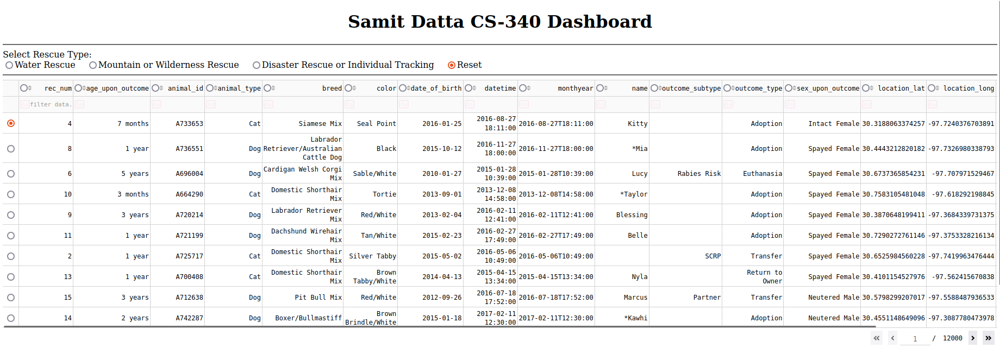 Samit Datta CS-340 Dashboard
Select Rescue Type:
Water Rescue Mountain or Wilderness Rescue Disaster Rescue or Individual Tracking Reset
rec_num age_upon_outcome animal_id animal_type breed color date_of_birth datetime monthyear name outcome_subtype outcome_type sex_upon_outcome location_lat location_long
Aa filter data. Aa Aa Aa Aa Aa Aa Aa Aa Aa Aa Aa Aa Aa Aa
4 7 months A733653 Cat Siamese Mix Seal Point 2016-01-25 2016-08-27 18:11:00 2016-08-27T18:11:00 Kitty Adoption Intact Female 30.3188063374257 -97.7240376703891
8 1 year A736551 Dog Labrador Retriever/Australian Cattle Dog Black 2015-10-12 2016-11-27 18:00:00 2016-11-27T18:00:00 *Mia Adoption Spayed Female 30.4443212820182 -97.7326980338793
6 5 years A696004 Dog Cardigan Welsh Corgi Mix Sable/White 2010-01-27 2015-01-28 10:39:00 2015-01-28T10:39:00 Lucy Rabies Risk Euthanasia Spayed Female 30.6737365854231 -97.707971529467
10 3 months A664290 Cat Domestic Shorthair Mix Tortie 2013-09-01 2013-12-08 14:58:00 2013-12-08T14:58:00 *Taylor Adoption Spayed Female 30.7583105481048 -97.618292198845
9 3 years A720214 Dog Labrador Retriever Mix Red/White 2013-02-04 2016-02-11 12:41:00 2016-02-11T12:41:00 Blessing Adoption Spayed Female 30.3870648199411 -97.3684339731375
11 1 year A721199 Dog Dachshund Wirehair Mix Tan/White 2015-02-23 2016-02-27 17:49:00 2016-02-27T17:49:00 Belle Adoption Spayed Female 30.7290272761146 -97.3753328216134
2 1 year A725717 Cat Domestic Shorthair Mix Silver Tabby 2015-05-02 2016-05-06 10:49:00 2016-05-06T10:49:00 SCRP Transfer Spayed Female 30.6525984560228 -97.7419963476444
13 1 year A700408 Cat Domestic Shorthair Mix Brown Tabby/White 2014-04-13 2015-04-15 13:34:00 2015-04-15T13:34:00 Nyla Return to Owner Spayed Female 30.4101154527976 -97.562415670838
15 3 years A712638 Dog Pit Bull Mix Red/White 2012-09-26 2016-07-18 17:52:00 2016-07-18T17:52:00 Marcus Partner Transfer Neutered Male 30.5798299207017 -97.5588487936533
14 2 years A742287 Dog Boxer/Bullmastiff Brown Brindle/White 2015-01-18 2017-02-11 12:30:00 2017-02-11T12:30:00 *Kawhi Adoption Neutered Male 30.4551148649096 -97.3087780473978
1 / 12000